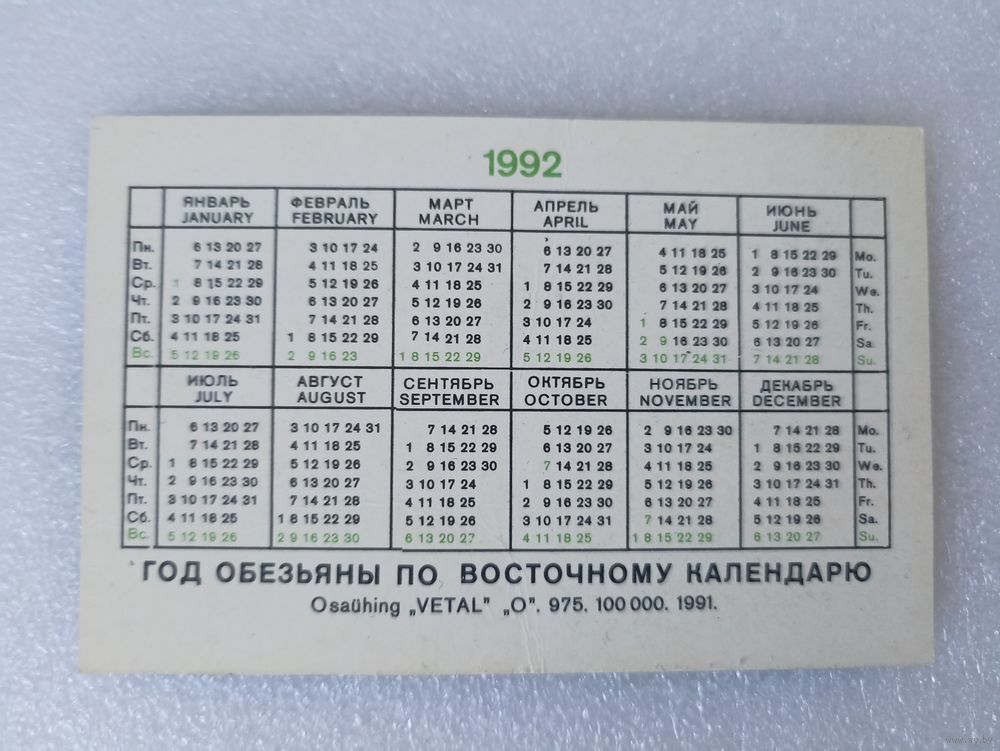 1992
ЯНВАРЬ ФЕВРАЛЬ МАРТ АПРЕЛЬ МАЙ ИЮНЬ
JANUARY FEBRUARY MARCH APRIL MAY JUNE
Пн. 6 13 20 27 3 10 17 24 2 9 16 23 30 6 13 20 27 4 11 18 25 1 8 15 22 29 Mo.
Вт. 7 14 21 28 4 11 18 25 3 10 17 24 31 7 14 21 28 5 12 19 26 2 9 16 23 30 Tu.
Ср. 1 8 15 22 29 5 12 19 26 4 11 18 25 1 8 15 22 29 6 13 20 27 3 10 17 24 We.
Чт. 2 9 16 23 30 6 13 20 27 5 12 19 26 2 9 16 23 30 7 14 21 28 4 11 18 25 Th.
Пт. 3 10 17 24 31 7 14 21 28 6 13 20 27 3 10 17 24 1 8 15 22 29 5 12 19 26 Fr.
Сб. 4 11 18 25 1 8 15 22 29 7 14 21 28 4 11 18 25 2 9 16 23 30 6 13 20 27 Sa.
Вс. 5 12 19 26 2 9 16 23 1 8 15 22 29 5 12 19 26 3 10 17 24 31 7 14 21 28 Su.
ИЮЛЬ АВГУСТ СЕНТЯБРЬ ОКТЯБРЬ НОЯБРЬ ДЕКАБРЬ
JULY AUGUST SEPTEMBER OCTOBER NOVEMBER DECEMBER
Пн. 6 13 20 27 3 10 17 24 31 7 14 21 28 5 12 19 26 2 9 16 23 30 7 14 21 28 Mo.
Вт. 7 14 21 28 4 11 18 25 1 8 15 22 29 6 13 20 27 3 10 17 24 1 8 15 22 29 Tu.
Ср. 1 8 15 22 29 5 12 19 26 2 9 16 23 30 7 14 21 28 4 11 18 25 2 9 16 23 30 We.
Чт. 2 9 16 23 30 6 13 20 27 3 10 17 24 1 8 15 22 29 5 12 19 26 3 10 17 24 31 Th.
Пт. 3 10 17 24 31 7 14 21 28 4 11 18 25 2 9 16 23 30 6 13 20 27 4 11 18 25 Fr.
Сб. 4 11 18 25 1 8 15 22 29 5 12 19 26 3 10 17 24 31 7 14 21 28 5 12 19 26 Sa.
Вс. 5 12 19 26 2 9 16 23 30 6 13 20 27 4 11 18 25 1 8 15 22 29 6 13 20 27 Su.
ГОД ОБЕЗЬЯНЫ ПО ВОСТОЧНОМУ КАЛЕНДАРЮ
Osaühing „VETAL" „O". 975. 100 000. 1991.
www.ay.by